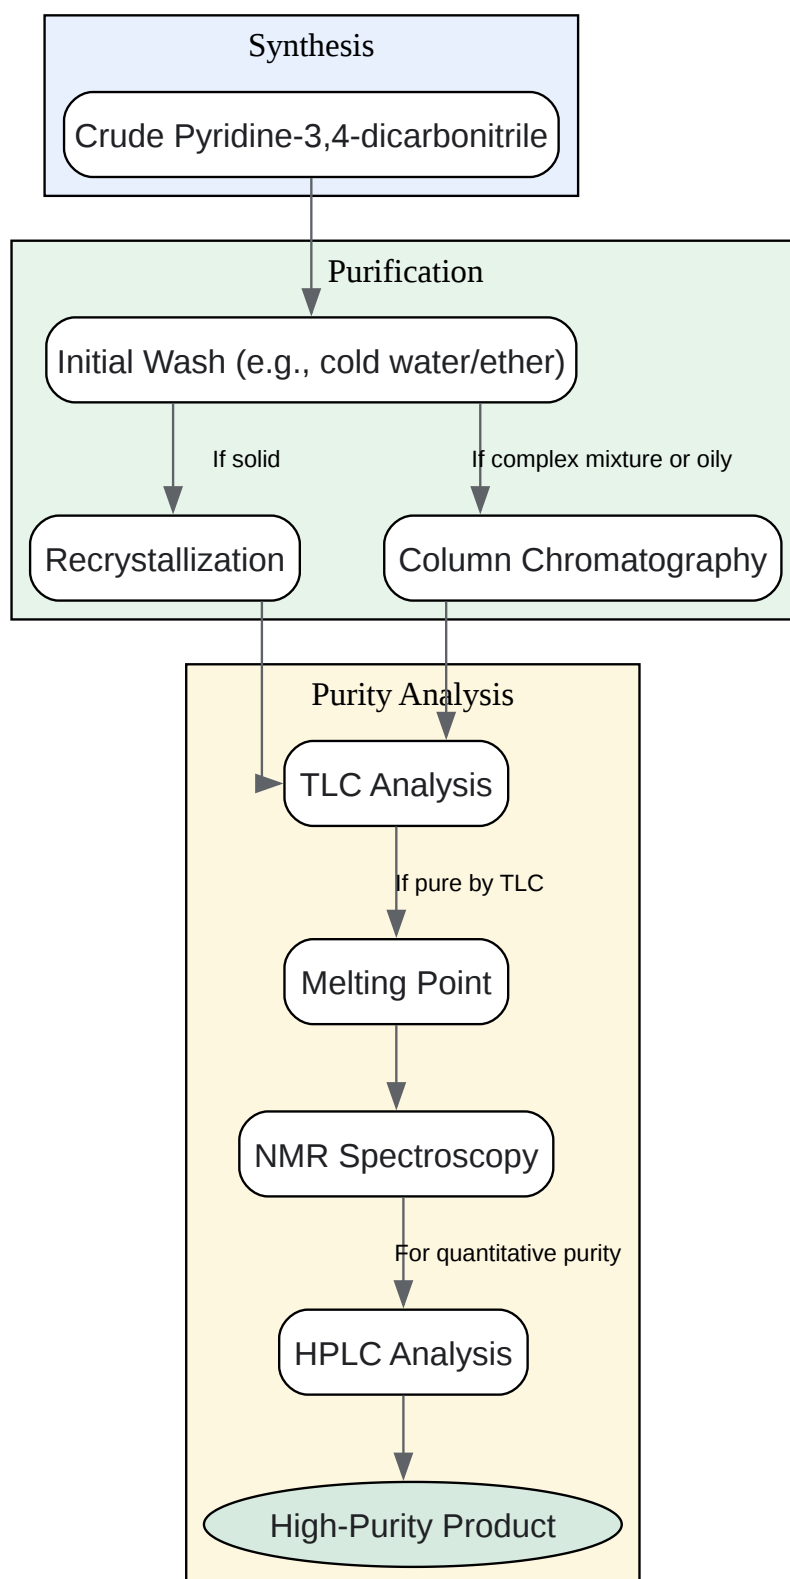 Synthesis
Crude Pyridine-3,4-dicarbonitrile
Purification
Initial Wash (e.g., cold water/ether)
If solid
If complex mixture or oily
Recrystallization
Column Chromatography
Purity Analysis
TLC Analysis
If pure by TLC
Melting Point
NMR Spectroscopy
For quantitative purity
HPLC Analysis
High-Purity Product